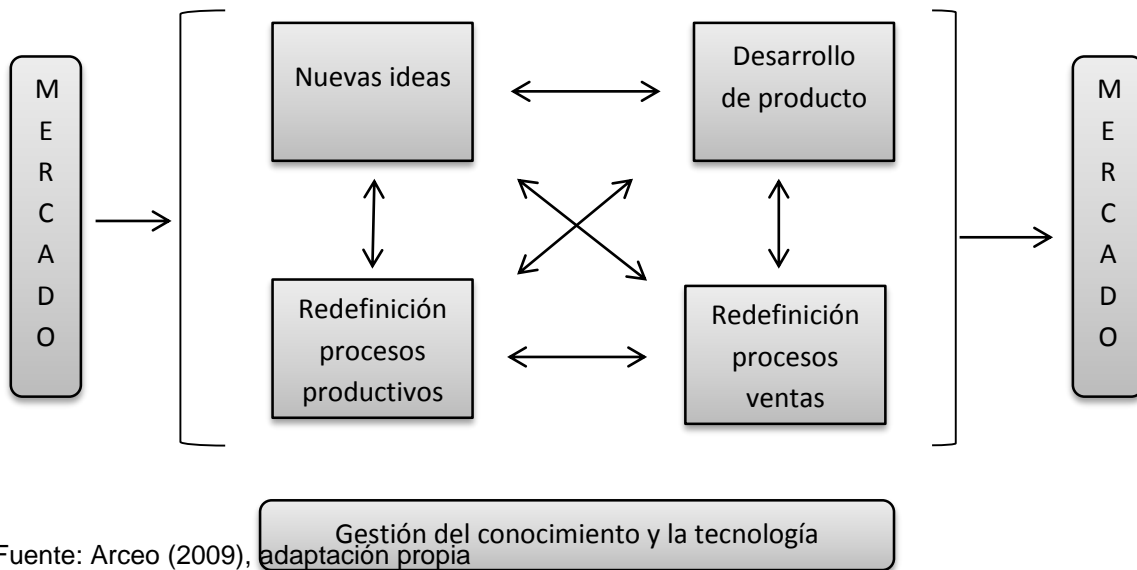 M
E
R
C
A
D
O
Nuevas ideas
Desarrollo
de producto
Redefinición
procesos
productivos
Redefinición
procesos
ventas
M
E
R
C
A
D
O
Gestión del conocimiento y la tecnología
Fuente: Arceo (2009), adaptación propia